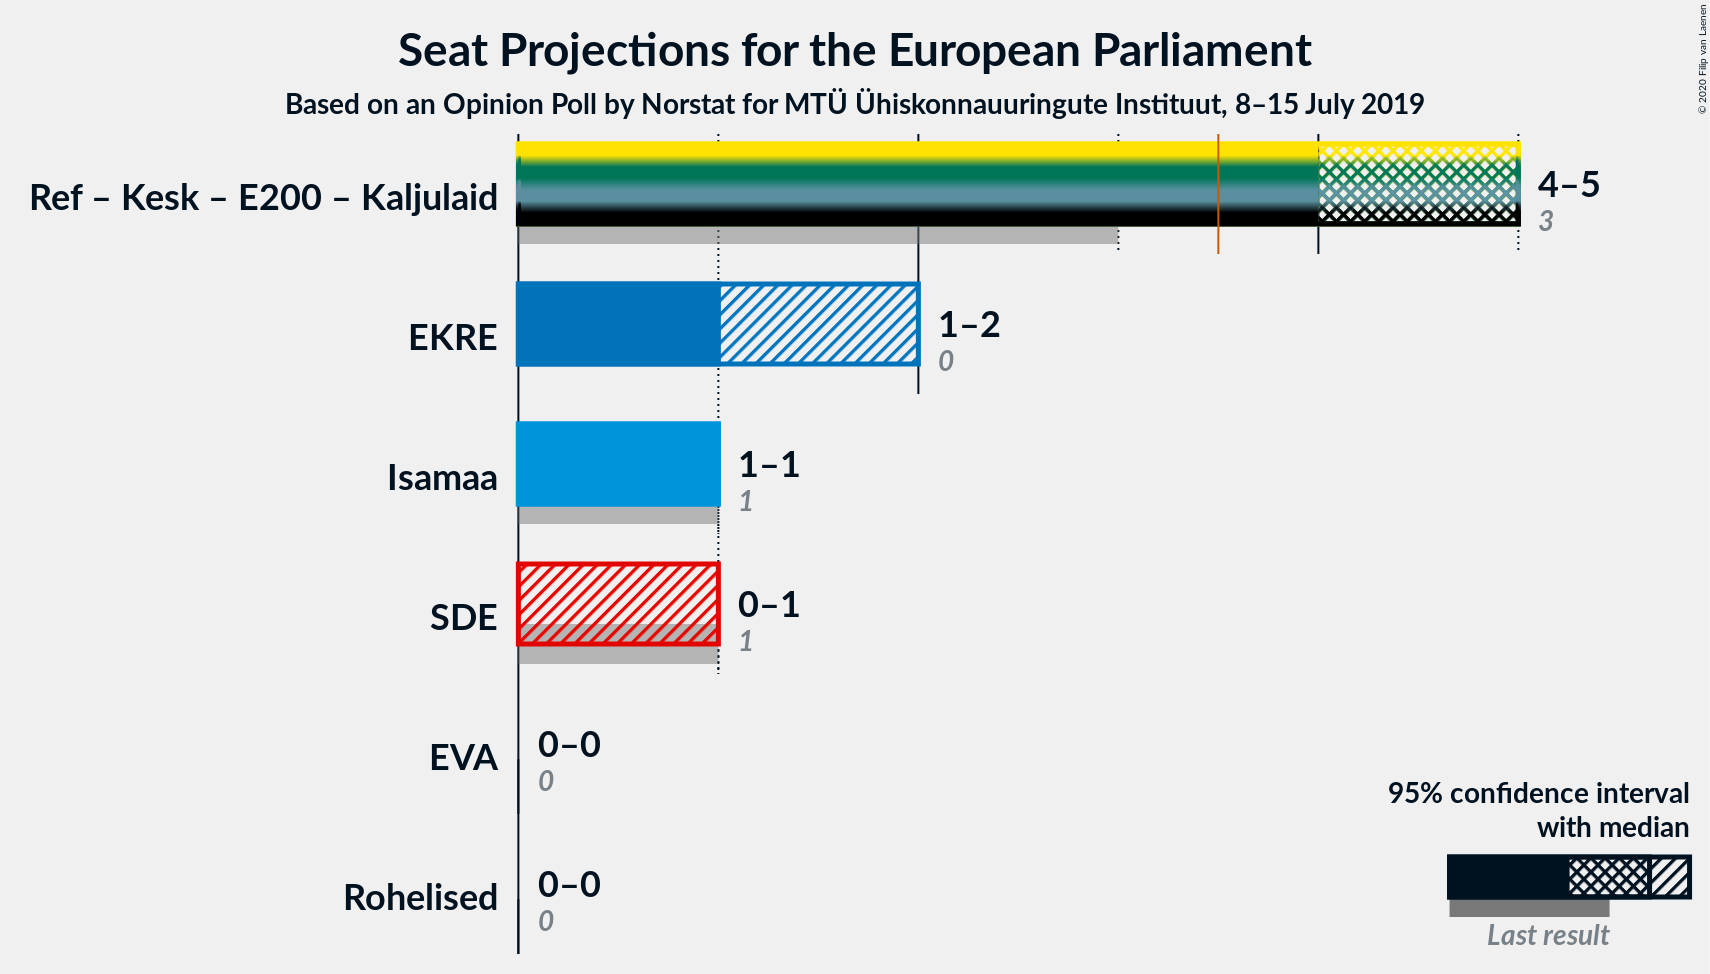 Seat Projections for the European Parliament
Based on an Opinion Poll by Norstat for MTÜ Ühiskonnauuringute Instituut, 8–15 July 2019
© 2020 Filip van Laenen
Ref – Kesk – E200 – Kaljulaid
4–5
3
EKRE
1–2
0
Isamaa
1–1
1
SDE
0–1
1
EVA
0–0
0
Rohelised
0–0
0
95% confidence interval
with median
Last result